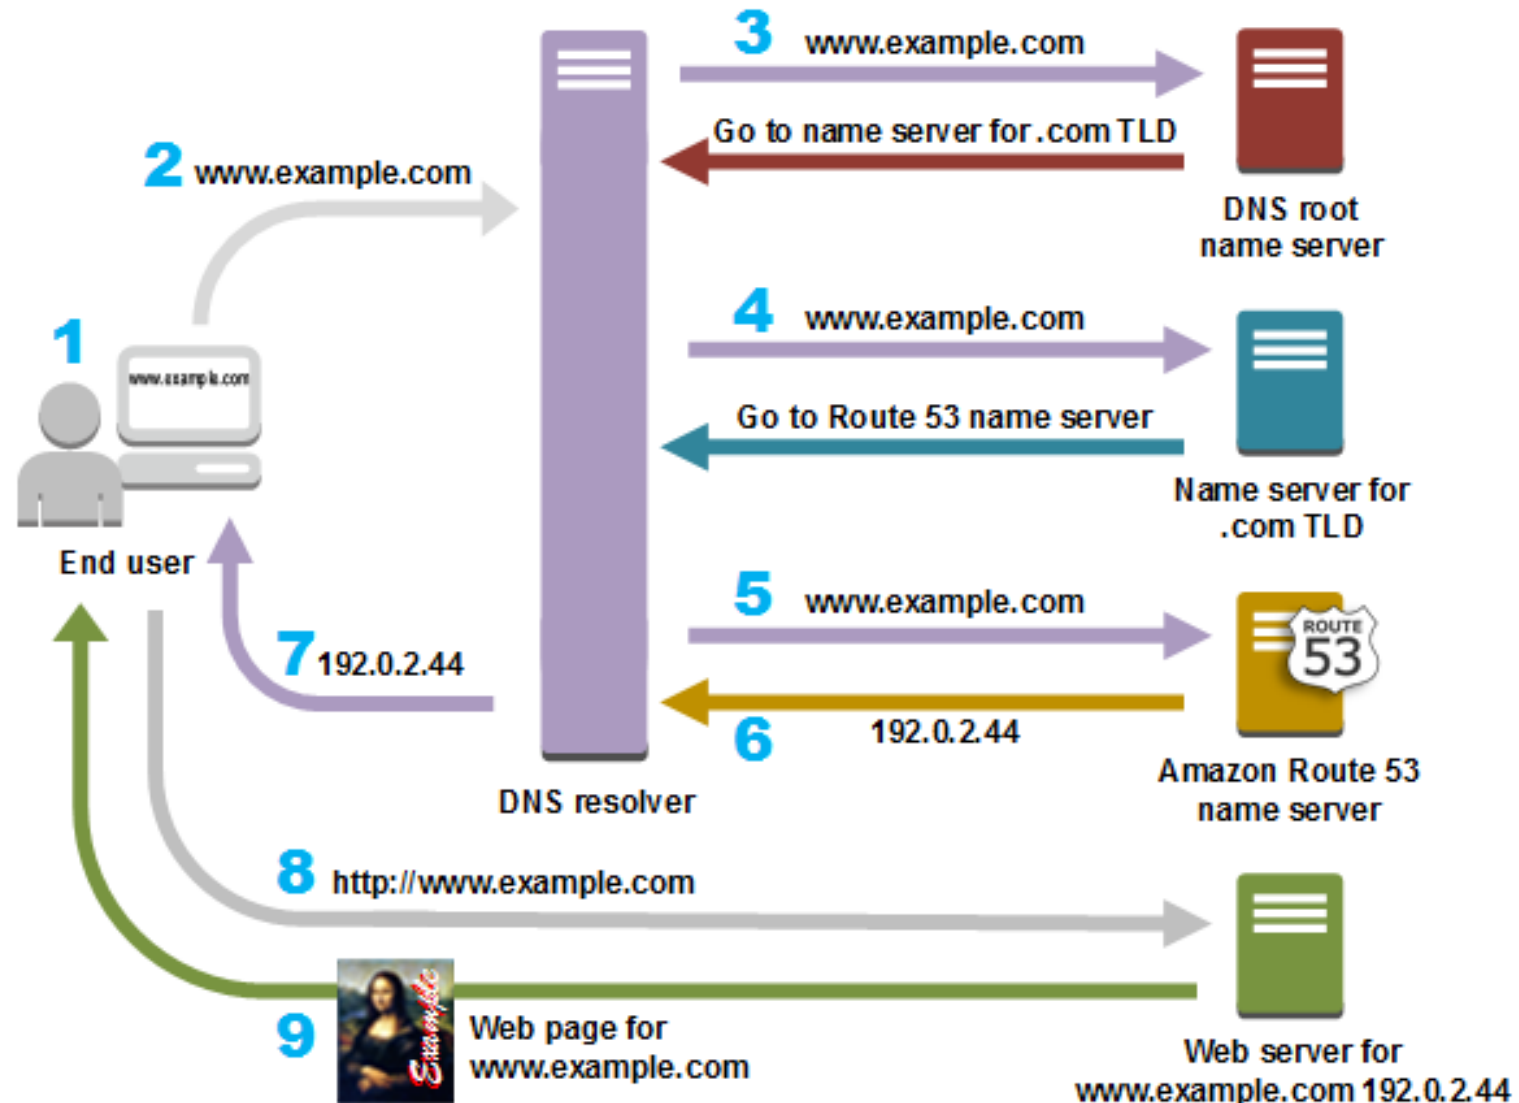 3 www.example.com
Go to name server for .com TLD
DNS root
name server
2 www.example.com
1
www.example.com
End user
4 www.example.com
Go to Route 53 name server
Name server for
.com TLD
5 www.example.com
ROUTE
53
6
192.0.2.44
Amazon Route 53
name server
7 192.0.2.44
DNS resolver
8 http://www.example.com
9
Example
Web page for
www.example.com
Web server for
www.example.com 192.0.2.44